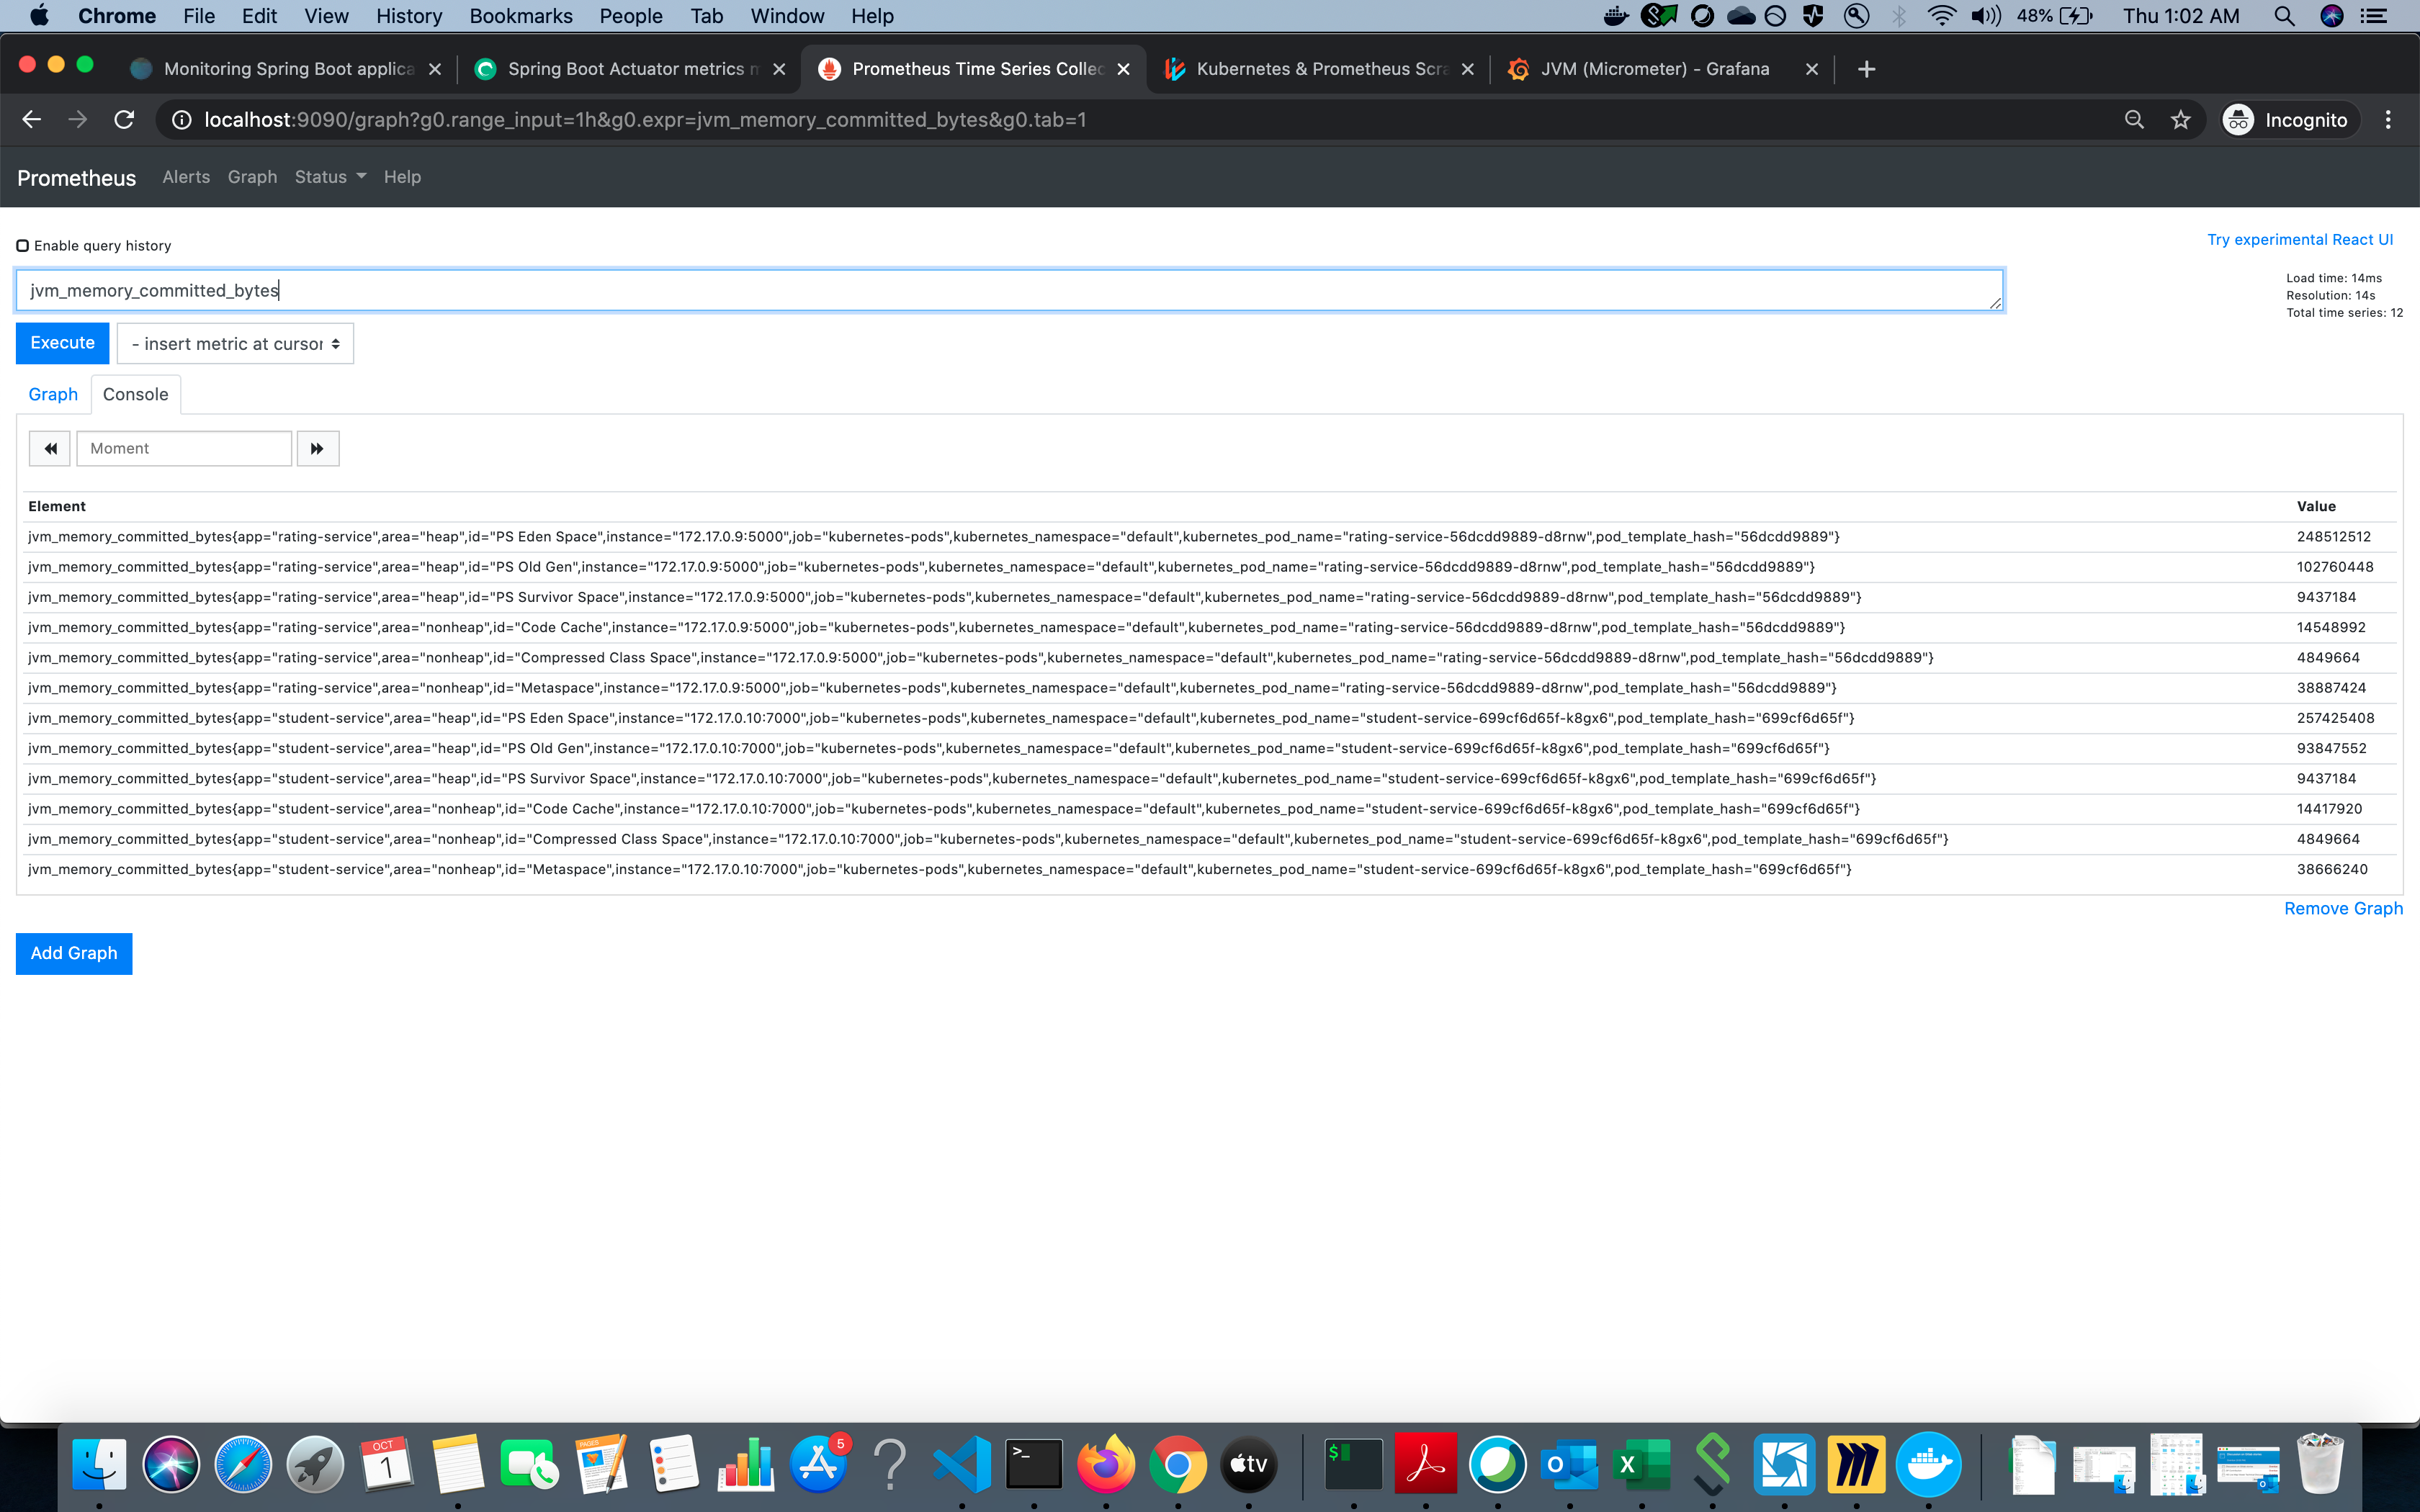 Chrome File Edit View History Bookmarks People Tab Window Help 48% Thu 1:02 AM
Monitoring Spring Boot applica Spring Boot Actuator metrics Prometheus Time Series Collec Kubernetes & Prometheus Scra JVM (Micrometer) - Grafana
localhost:9090/graph?g0.range_input=1h&g0.expr=jvm_memory_committed_bytes&g0.tab=1 Incognito
Prometheus Alerts Graph Status Help
Enable query history Try experimental React UI
jvm_memory_committed_bytes
Load time: 14ms
Resolution: 14s
Total time series: 12
Execute - insert metric at cursor
Graph Console
Moment
Element Value
jvm_memory_committed_bytes{app="rating-service",area="heap",id="PS Eden Space",instance="172.17.0.9:5000",job="kubernetes-pods",kubernetes_namespace="default",kubernetes_pod_name="rating-service-56dcdd9889-d8rnw",pod_template_hash="56dcdd9889"} 248512512
jvm_memory_committed_bytes{app="rating-service",area="heap",id="PS Old Gen",instance="172.17.0.9:5000",job="kubernetes-pods",kubernetes_namespace="default",kubernetes_pod_name="rating-service-56dcdd9889-d8rnw",pod_template_hash="56dcdd9889"} 102760448
jvm_memory_committed_bytes{app="rating-service",area="heap",id="PS Survivor Space",instance="172.17.0.9:5000",job="kubernetes-pods",kubernetes_namespace="default",kubernetes_pod_name="rating-service-56dcdd9889-d8rnw",pod_template_hash="56dcdd9889"} 9437184
jvm_memory_committed_bytes{app="rating-service",area="nonheap",id="Code Cache",instance="172.17.0.9:5000",job="kubernetes-pods",kubernetes_namespace="default",kubernetes_pod_name="rating-service-56dcdd9889-d8rnw",pod_template_hash="56dcdd9889"} 14548992
jvm_memory_committed_bytes{app="rating-service",area="nonheap",id="Compressed Class Space",instance="172.17.0.9:5000",job="kubernetes-pods",kubernetes_namespace="default",kubernetes_pod_name="rating-service-56dcdd9889-d8rnw",pod_template_hash="56dcdd9889"} 4849664
jvm_memory_committed_bytes{app="rating-service",area="nonheap",id="Metaspace",instance="172.17.0.9:5000",job="kubernetes-pods",kubernetes_namespace="default",kubernetes_pod_name="rating-service-56dcdd9889-d8rnw",pod_template_hash="56dcdd9889"} 38887424
jvm_memory_committed_bytes{app="student-service",area="heap",id="PS Eden Space",instance="172.17.0.10:7000",job="kubernetes-pods",kubernetes_namespace="default",kubernetes_pod_name="student-service-699cf6d65f-k8gx6",pod_template_hash="699cf6d65f"} 257425408
jvm_memory_committed_bytes{app="student-service",area="heap",id="PS Old Gen",instance="172.17.0.10:7000",job="kubernetes-pods",kubernetes_namespace="default",kubernetes_pod_name="student-service-699cf6d65f-k8gx6",pod_template_hash="699cf6d65f"} 93847552
jvm_memory_committed_bytes{app="student-service",area="heap",id="PS Survivor Space",instance="172.17.0.10:7000",job="kubernetes-pods",kubernetes_namespace="default",kubernetes_pod_name="student-service-699cf6d65f-k8gx6",pod_template_hash="699cf6d65f"} 9437184
jvm_memory_committed_bytes{app="student-service",area="nonheap",id="Code Cache",instance="172.17.0.10:7000",job="kubernetes-pods",kubernetes_namespace="default",kubernetes_pod_name="student-service-699cf6d65f-k8gx6",pod_template_hash="699cf6d65f"} 14417920
jvm_memory_committed_bytes{app="student-service",area="nonheap",id="Compressed Class Space",instance="172.17.0.10:7000",job="kubernetes-pods",kubernetes_namespace="default",kubernetes_pod_name="student-service-699cf6d65f-k8gx6",pod_template_hash="699cf6d65f"} 4849664
jvm_memory_committed_bytes{app="student-service",area="nonheap",id="Metaspace",instance="172.17.0.10:7000",job="kubernetes-pods",kubernetes_namespace="default",kubernetes_pod_name="student-service-699cf6d65f-k8gx6",pod_template_hash="699cf6d65f"} 38666240
Remove Graph
Add Graph
OCT 1 PAGES 5 tv